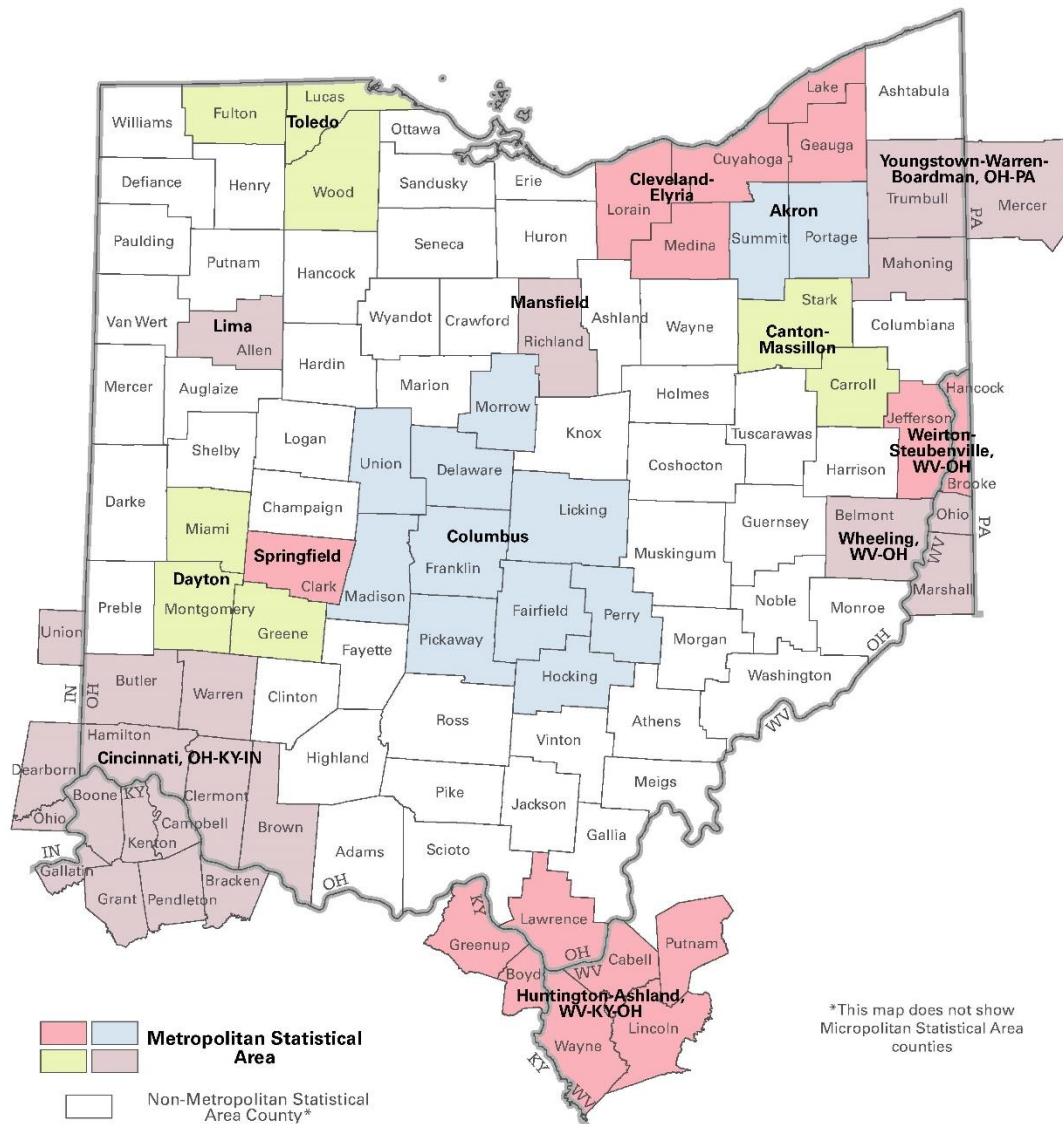 Ashtabula
Lake
Lucas
Fulton
Geauga
Williams
Toledo
Ottawa
Cuyahoga
Youngstown-Warren-
Boardman, OH-PA
Defiance
Henry
Wood
Sandusky
Erie
Cleveland-
Elyria
Trumbull
Mercer
PA
Lorain
Akron
Paulding
Seneca
Huron
Medina
Summit
Portage
Putnam
Hancock
Mahoning
Van Wert
Lima
Allen
Wyandot
Crawford
Mansfield
Richland
Ashland
Wayne
Stark
Canton-
Massillon
Columbiana
Mercer
Auglaize
Hardin
Marion
Morrow
Holmes
Carroll
Hancock
Jefferson
Weirton-
Steubenville,
WV-OH
Shelby
Logan
Union
Delaware
Knox
Coshocton
Tuscarawas
Harrison
Brooke
Darke
Champaign
Licking
Miami
Guernsey
Belmont
Ohio
PA
Springfield
Clark
Columbus
Franklin
Muskingum
Wheeling,
WV-OH
WV
Dayton
Montgomery
Madison
Fairfield
Perry
Noble
Monroe
Marshall
Preble
Greene
Pickaway
Morgan
Union
Fayette
Hocking
Washington
OH
Butler
Warren
Clinton
IN
OH
Ross
Athens
WV
Hamilton
Cincinnati, OH-KY-IN
Highland
Vinton
Dearborn
Meigs
Boone
KY
Clermont
Pike
Jackson
Ohio
Campbell
Brown
Gallia
Kenton
IN
Adams
Scioto
Gallatin
Bracken
OH
Grant
Pendleton
KY
Lawrence
Putnam
Greenup
OH
WV
Cabell
Boyd
Huntington-Ashland,
WV-KY-OH
Lincoln
Wayne
KY
WV
*This map does not show
Micropolitan Statistical Area
counties
Metropolitan Statistical
Area
Non-Metropolitan Statistical
Area County*